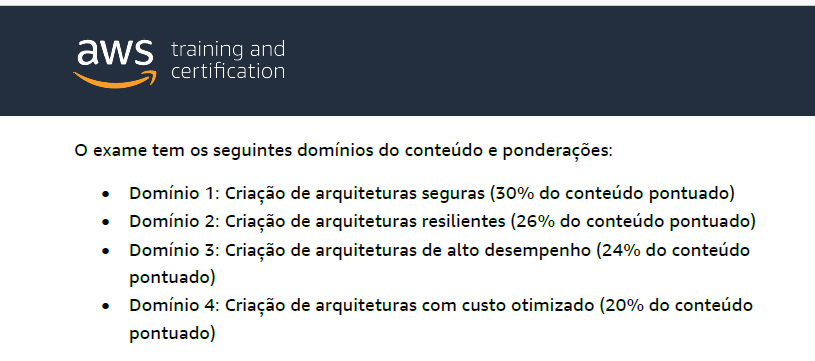 aws training and
certification
O exame tem os seguintes domínios do conteúdo e ponderações:
• Domínio 1: Criação de arquiteturas seguras (30% do conteúdo pontuado)
• Domínio 2: Criação de arquiteturas resilientes (26% do conteúdo pontuado)
• Domínio 3: Criação de arquiteturas de alto desempenho (24% do conteúdo
pontuado)
• Domínio 4: Criação de arquiteturas com custo otimizado (20% do conteúdo
pontuado)